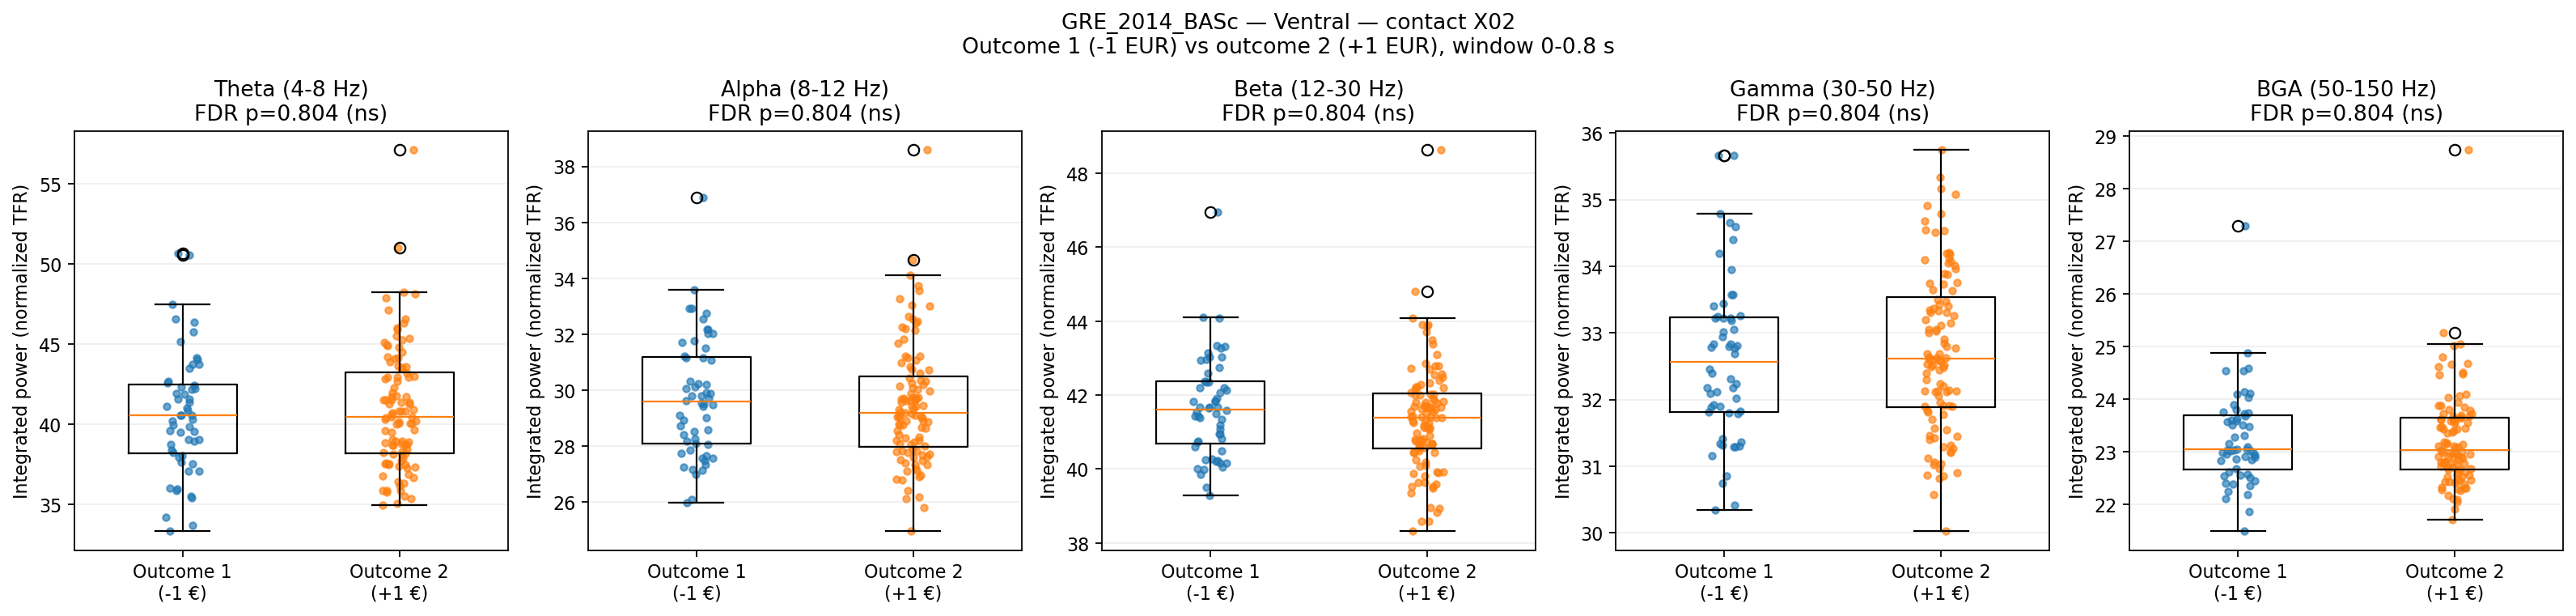 GRE_2014_BASc — Ventral — contact X02
Outcome 1 (-1 EUR) vs outcome 2 (+1 EUR), window 0-0.8 s
Theta (4-8 Hz)
FDR p=0.804 (ns)
Integrated power (normalized TFR)
55
50
45
40
35
Outcome 1
(-1 €)
Outcome 2
(+1 €)
Alpha (8-12 Hz)
FDR p=0.804 (ns)
Integrated power (normalized TFR)
38
36
34
32
30
28
26
Outcome 1
(-1 €)
Outcome 2
(+1 €)
Beta (12-30 Hz)
FDR p=0.804 (ns)
Integrated power (normalized TFR)
48
46
44
42
40
38
Outcome 1
(-1 €)
Outcome 2
(+1 €)
Gamma (30-50 Hz)
FDR p=0.804 (ns)
Integrated power (normalized TFR)
36
35
34
33
32
31
30
Outcome 1
(-1 €)
Outcome 2
(+1 €)
BGA (50-150 Hz)
FDR p=0.804 (ns)
Integrated power (normalized TFR)
29
28
27
26
25
24
23
22
Outcome 1
(-1 €)
Outcome 2
(+1 €)